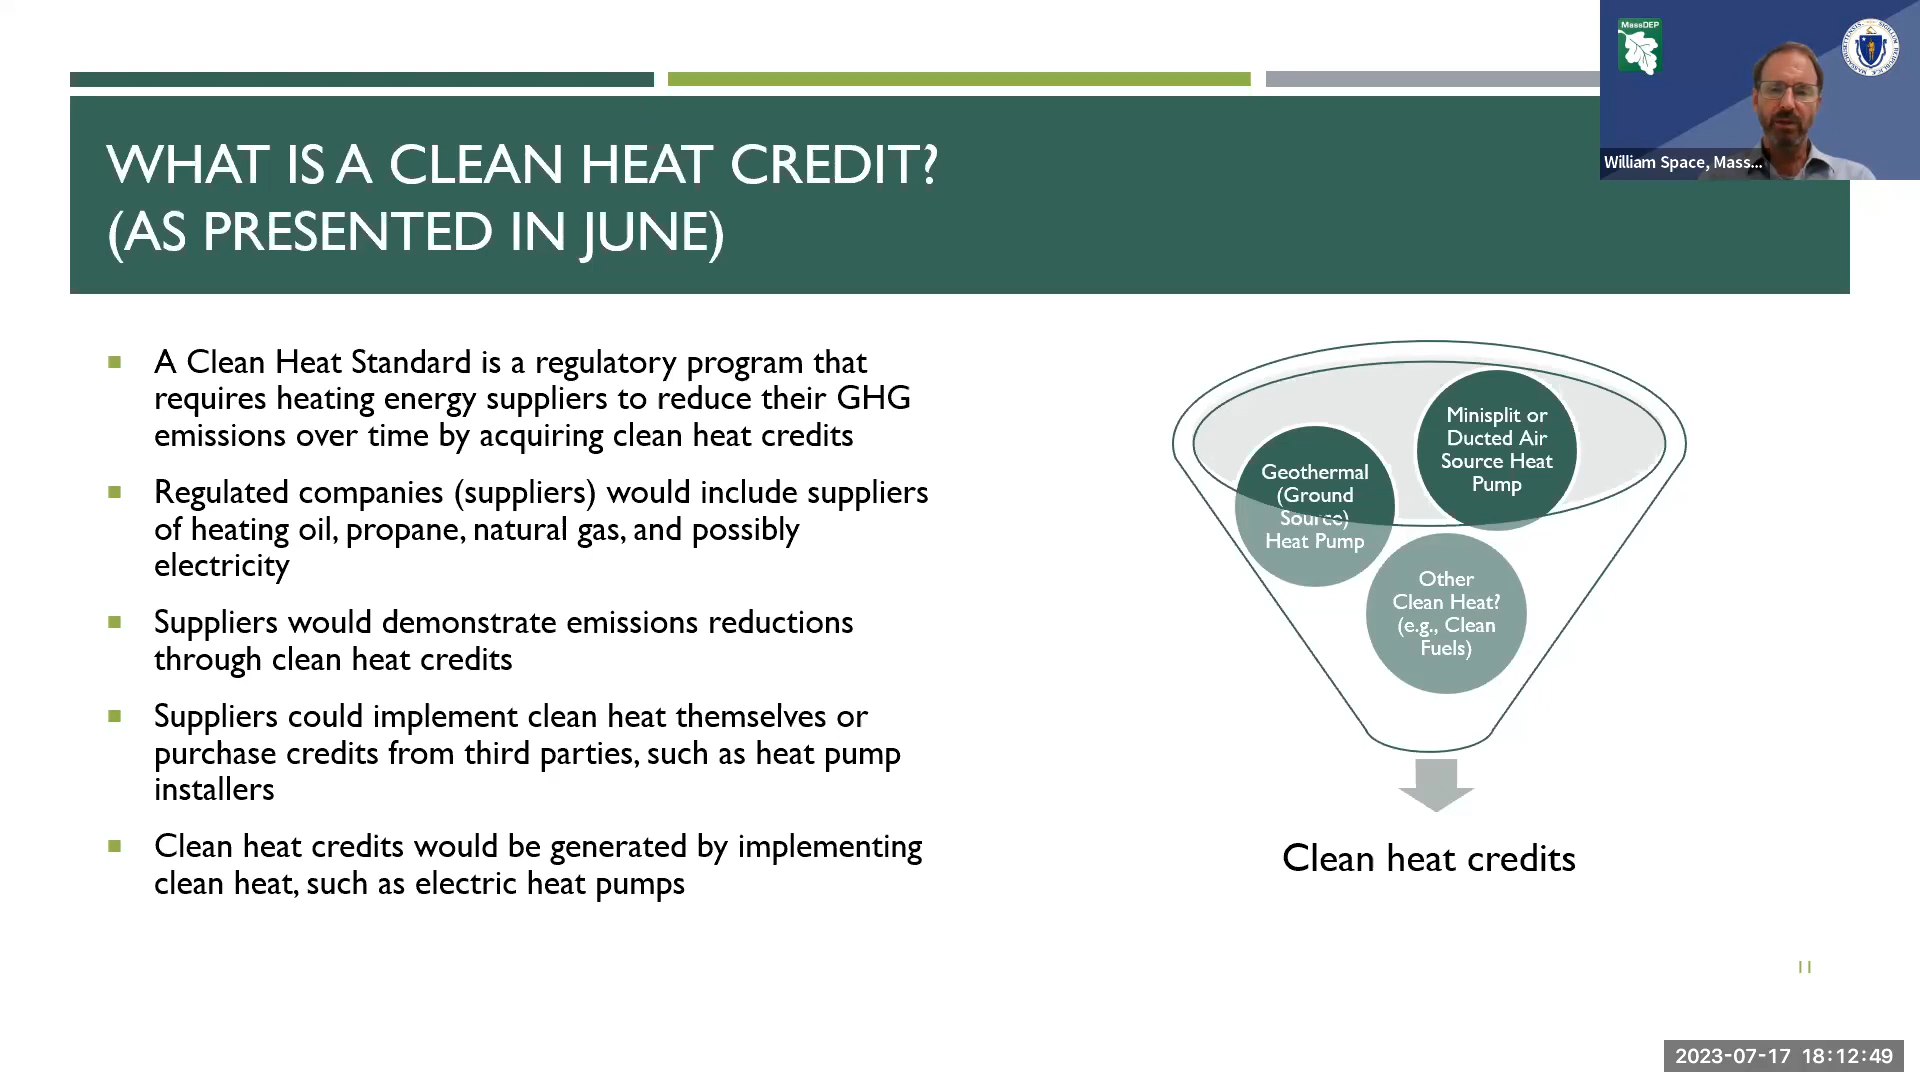 MassDEP
William Space, Mass...
WHAT IS A CLEAN HEAT CREDIT?
(AS PRESENTED IN JUNE)
A Clean Heat Standard is a regulatory program that
requires heating energy suppliers to reduce their GHG
emissions over time by acquiring clean heat credits
Regulated companies (suppliers) would include suppliers
of heating oil, propane, natural gas, and possibly
electricity
Suppliers would demonstrate emissions reductions
through clean heat credits
Suppliers could implement clean heat themselves or
purchase credits from third parties, such as heat pump
installers
Clean heat credits would be generated by implementing
clean heat, such as electric heat pumps
Minisplit or
Ducted Air
Source Heat
Pump
Geothermal
(Ground
Source)
Heat Pump
Other
Clean Heat?
(e.g., Clean
Fuels)
Clean heat credits
11
2023-07-17 18:12:49